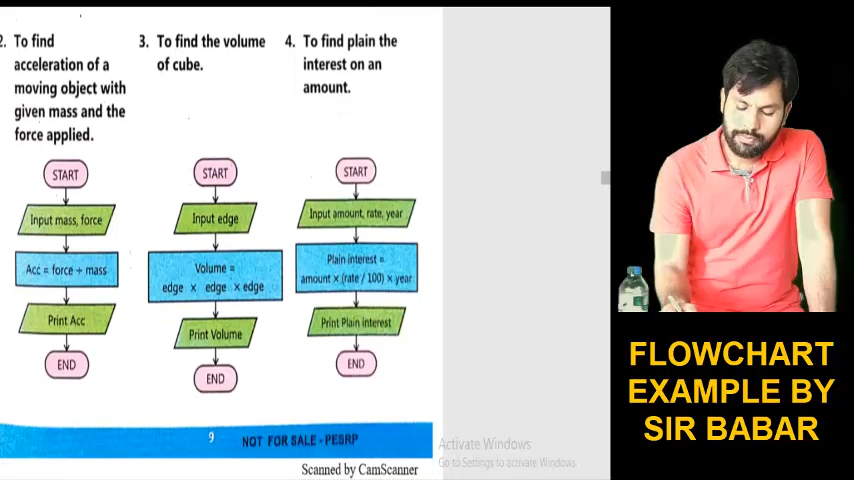 2. To find
acceleration of a
moving object with
given mass and the
force applied.
START
Input mass, force
Acc = force ÷ mass
Print Acc
END
3. To find the volume
of cube.
START
Input edge
Volume =
edge × edge × edge
Print Volume
END
4. To find plain the
interest on an
amount.
START
Input amount, rate, year
Plain interest =
amount × (rate / 100) × year
Print Plain interest
END
9 NOT FOR SALE - PESRP
Scanned by CamScanner
Activate Windows
Go to Settings to activate Windows.
FLOWCHART
EXAMPLE BY
SIR BABAR